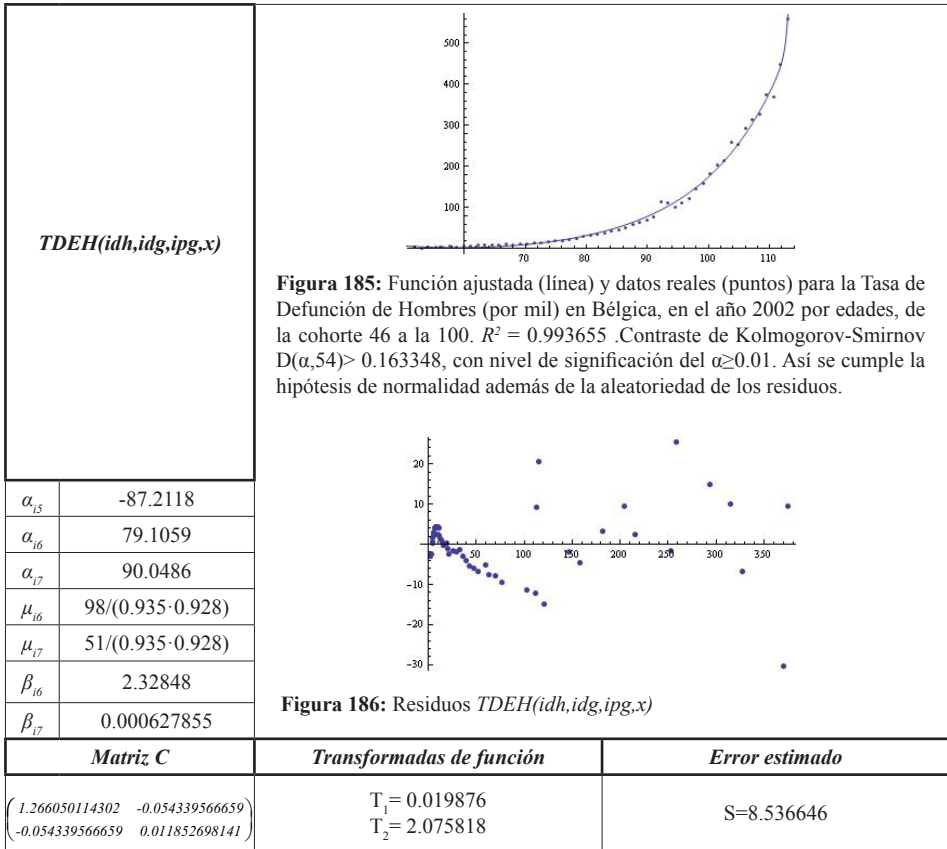 TDEH(idh,idg,ipg,x)
500
400
300
200
100
70 80 90 100 110
Figura 185: Función ajustada (línea) y datos reales (puntos) para la Tasa de
Defunción de Hombres (por mil) en Bélgica, en el año 2002 por edades, de
la cohorte 46 a la 100. R² = 0.993655 .Contraste de Kolmogorov-Smirnov
D(α,54)> 0.163348, con nivel de significación del α≥0.01. Así se cumple la
hipótesis de normalidad además de la aleatoriedad de los residuos.
20
10
50 100 150 200 250 300 350
-10
-20
-30
Figura 186: Residuos TDEH(idh,idg,ipg,x)
αi5 -87.2118
αi6 79.1059
αi7 90.0486
μi6 98/(0.935·0.928)
μi7 51/(0.935·0.928)
βi6 2.32848
βi7 0.000627855
Matriz C Transformadas de función Error estimado
1.266050114302 -0.054339566659
-0.054339566659 0.011852698141
T1= 0.019876
T2= 2.075818
S=8.536646